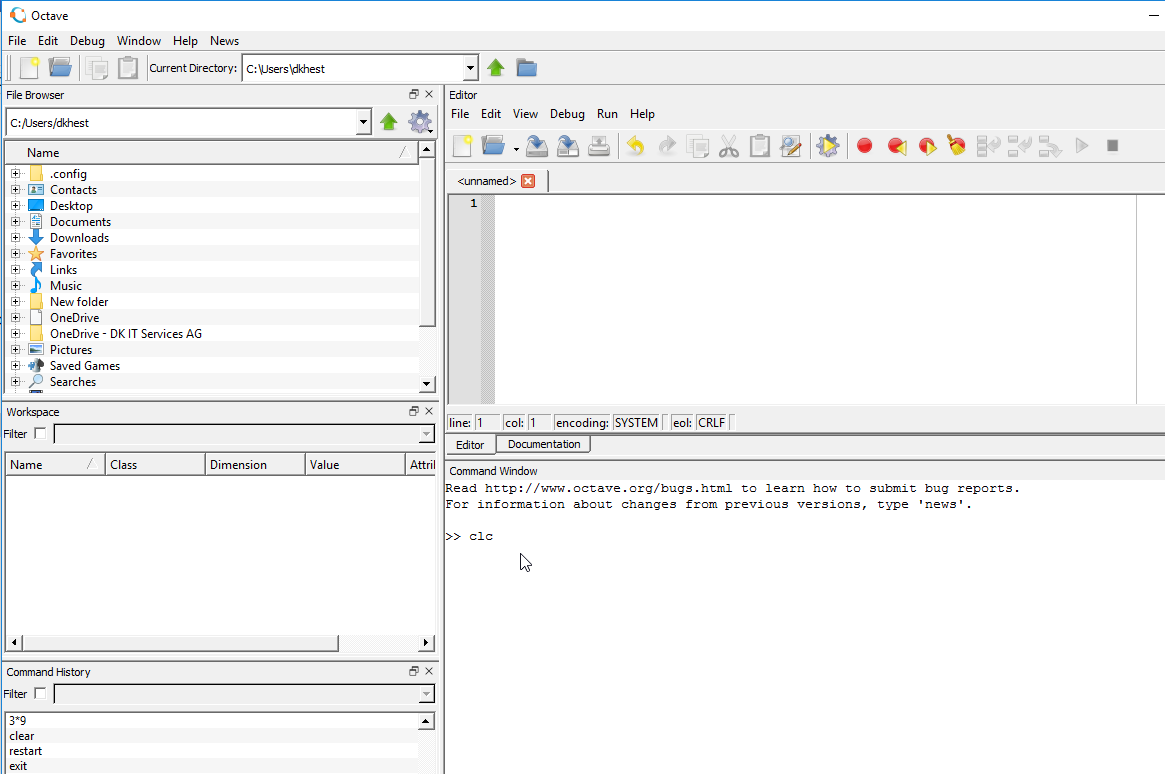 Octave
File Edit Debug Window Help News
Current Directory: C:\Users\dkhest
File Browser
C:/Users/dkhest
Name
.config
Contacts
Desktop
Documents
Downloads
Favorites
Links
Music
New folder
OneDrive
OneDrive - DK IT Services AG
Pictures
Saved Games
Searches
Workspace
Filter
Name Class Dimension Value Attril
Command History
Filter
3*9
clear
restart
exit
Editor
File Edit View Debug Run Help
<unnamed>
1
line: 1 col: 1 encoding: SYSTEM eol: CRLF
Editor Documentation
Command Window
Read http://www.octave.org/bugs.html to learn how to submit bug reports.
For information about changes from previous versions, type 'news'.
>> clc